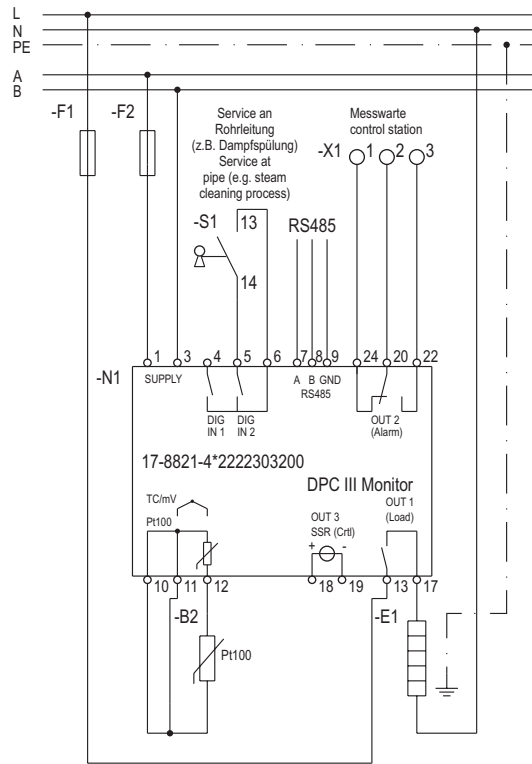 L
N
PE
A
B
-F1
-F2
Service an
Rohrleitung
(z.B. Dampfspülung)
Service at
pipe (e.g. steam
cleaning process)
Messwarte
control station
-X1
1
2
3
-S1
13
14
RS485
-N1
1
3
4
5
6
7
8
9
24
20
22
SUPPLY
A B GND
RS485
DIG
IN 1
DIG
IN 2
OUT 2
(Alarm)
17-8821-4*2222303200
DPC III Monitor
TC/mV
Pt100
OUT 3
SSR (Crtl)
+ -
OUT 1
(Load)
10
11
12
18
19
13
17
-B2
-E1
Pt100